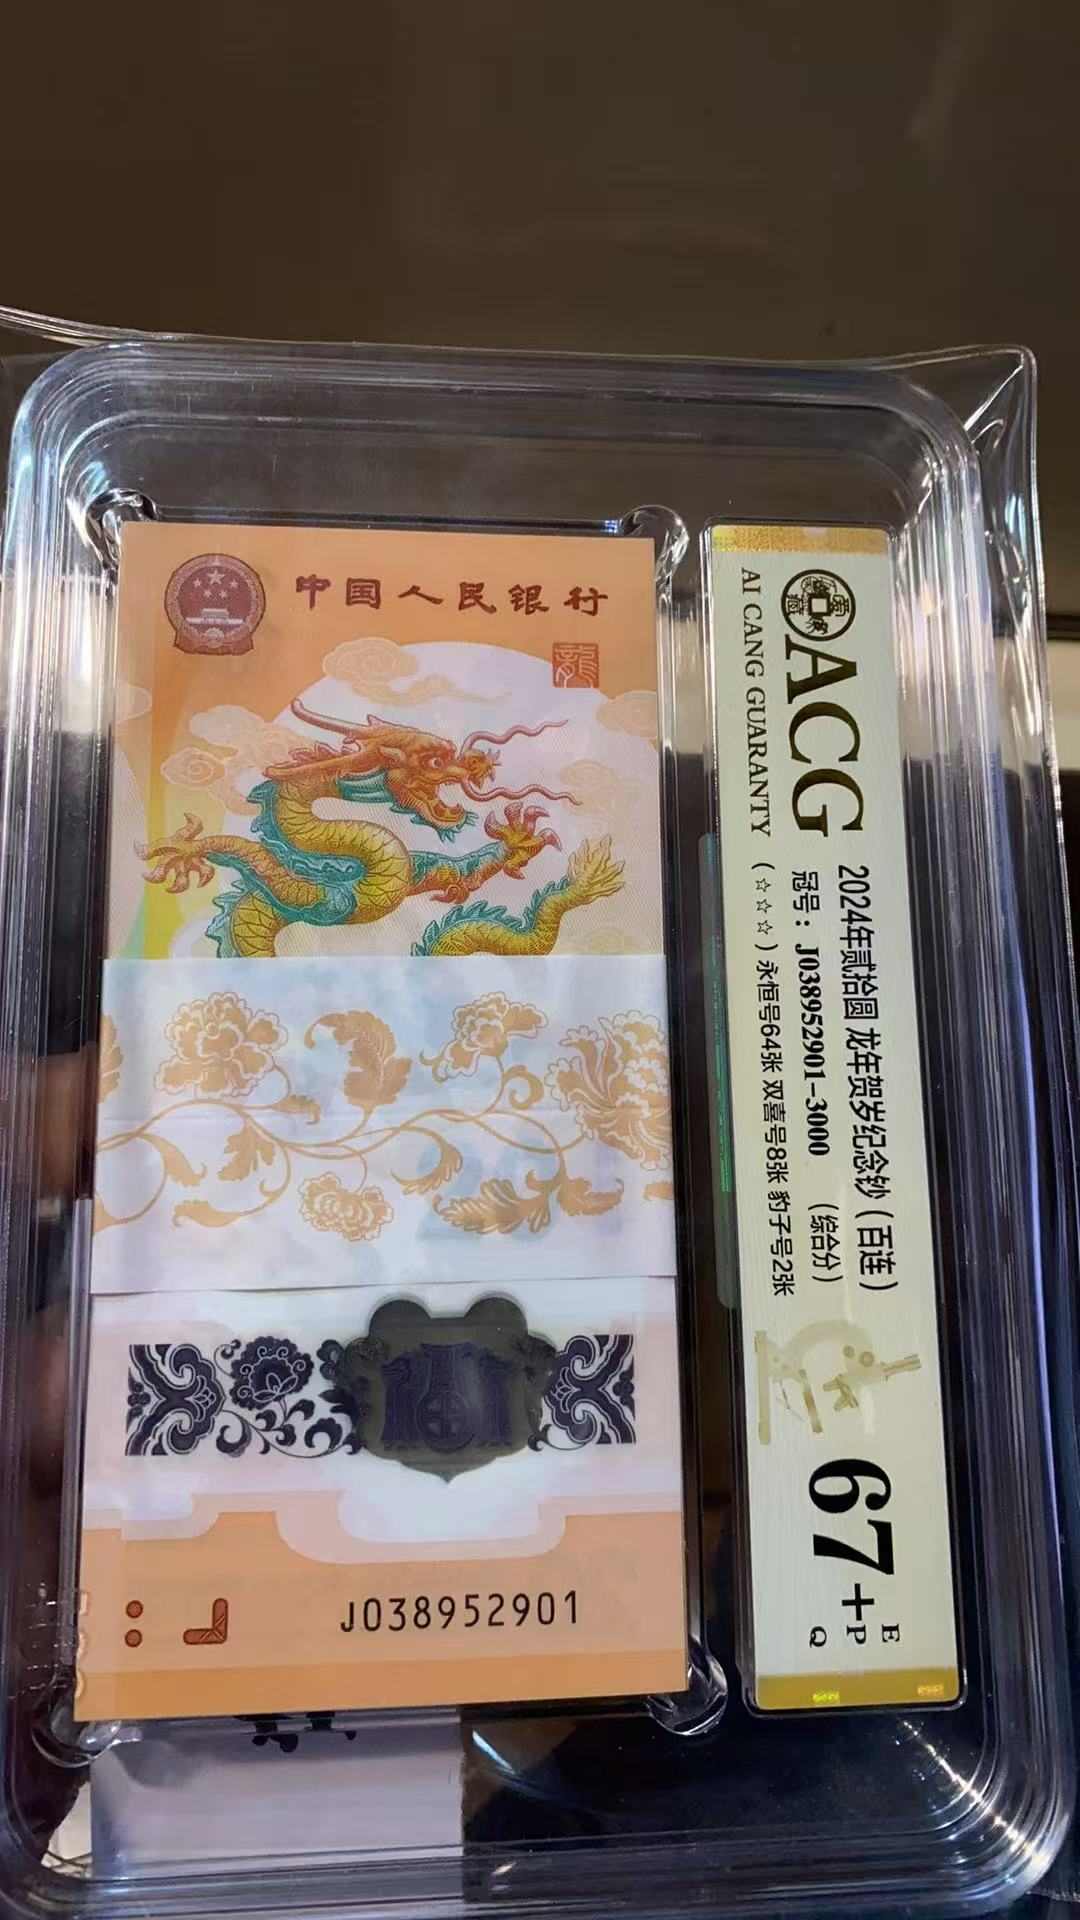 中国人民银行
龍
J038952901
ACG
AI CANG GUARANTY
2024年贰拾圆 龙年贺岁纪念钞(百连)
冠号: J038952901-3000 (综合分)
(☆☆☆) 永恒号64张 双喜号8张 豹子号2张
67+
E
P
Q